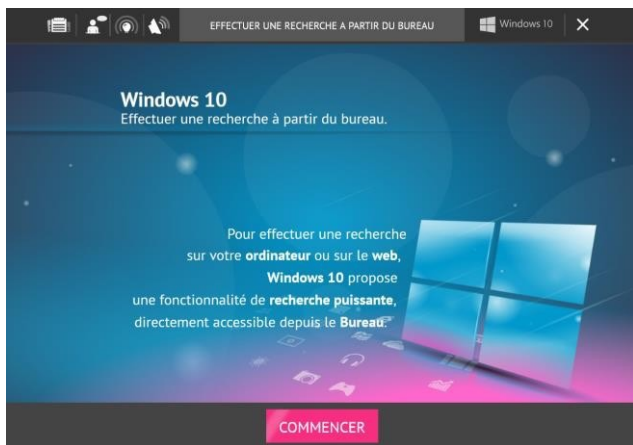 EFFECTUER UNE RECHERCHE A PARTIR DU BUREAU
Windows 10
Windows 10
Effectuer une recherche à partir du bureau.
Pour effectuer une recherche
sur votre ordinateur ou sur le web,
Windows 10 propose
une fonctionnalité de recherche puissante,
directement accessible depuis le Bureau.
COMMENCER